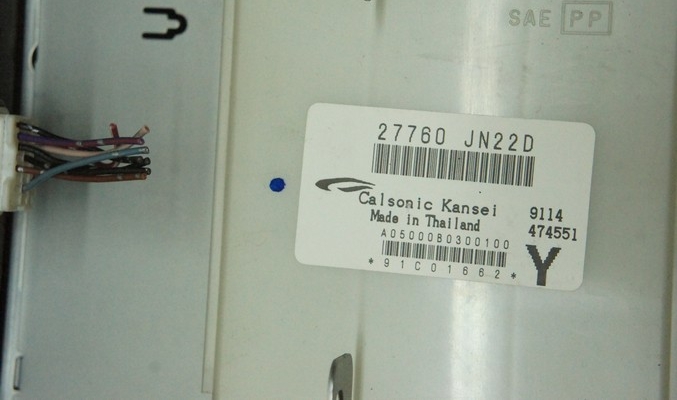 SAE PP
27760 JN22D
Calsonic Kansei
Made in Thailand
9114
474551
A05000B0300100
*91C01662*
Y